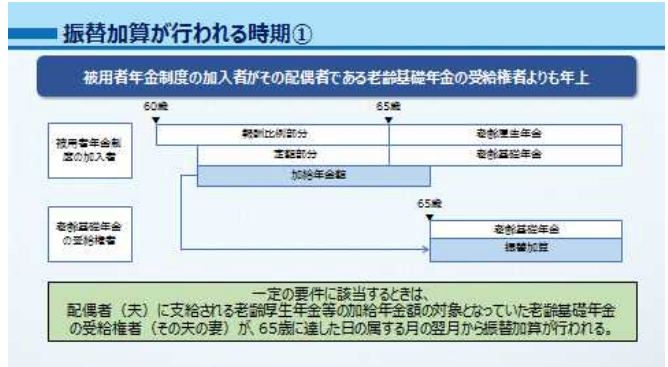 振替加算が行われる時期①
被用者年金制度の加入者がその配偶者である老齢基礎年金の受給権者よりも年上
60歳
65歳
被用者年金制
度の加入者
報酬比例部分
老齢厚生年金
定額部分
老齢基礎年金
加給年金額
65歳
老齢基礎年金
の受給権者
老齢基礎年金
振替加算
一定の要件に該当するときは、
配偶者(夫)に支給される老齢厚生年金等の加給年金額の対象となっていた老齢基礎年金
の受給権者(その夫の妻)が、65歳に達した日の属する月の翌月から振替加算が行われる。